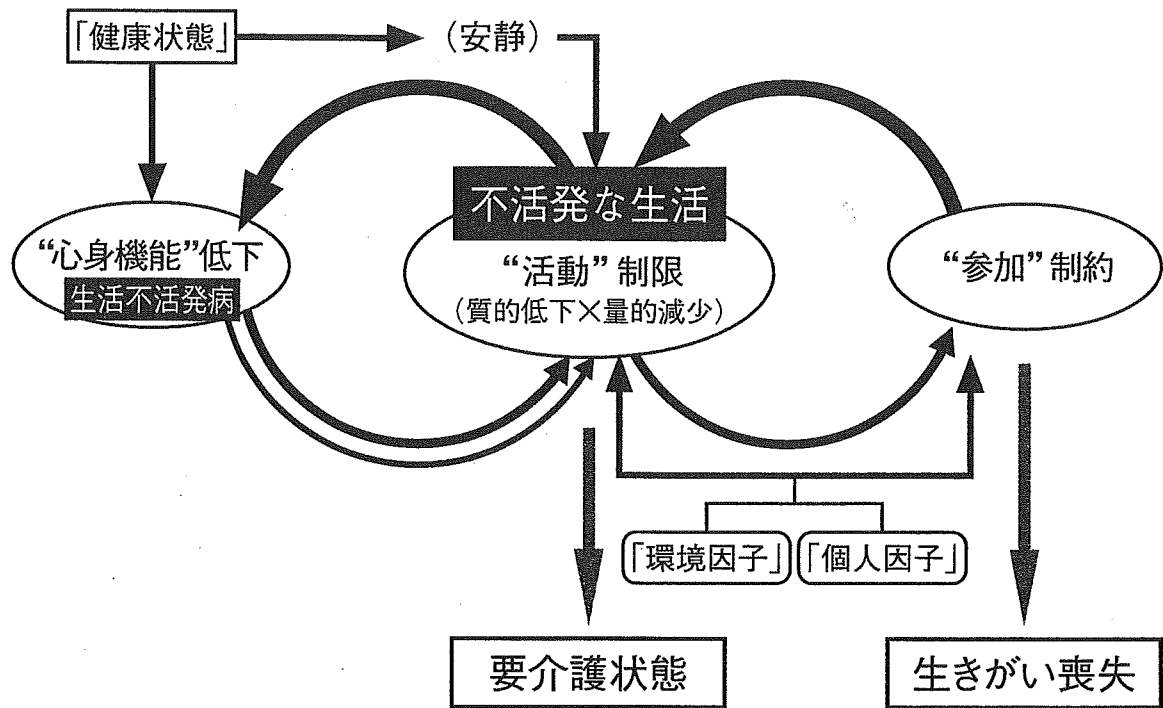 「健康状態」
（安静）
不活発な生活
“心身機能”低下
生活不活発病
“活動”制限
（質的低下×量的減少）
“参加”制約
「環境因子」
「個人因子」
要介護状態
生きがい喪失